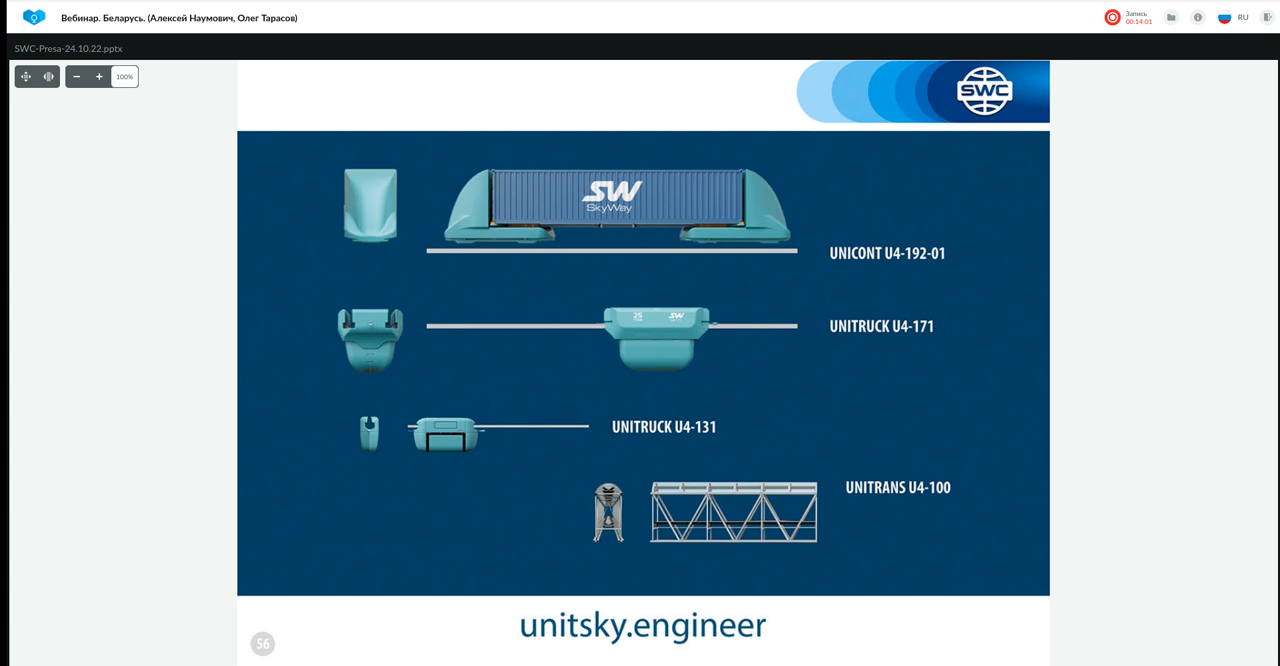 Вебинар. Беларусь. (Алексей Наумович, Олег Тарасов)
Запись
00:14:01
RU
SWC-Presa-24.10.22.pptx
100%
SWC
SW
SkyWay
UNICONT U4-192-01
25
SW
UNITRUCK U4-171
UNITRUCK U4-131
UNITRANS U4-100
unitsky.engineer
56